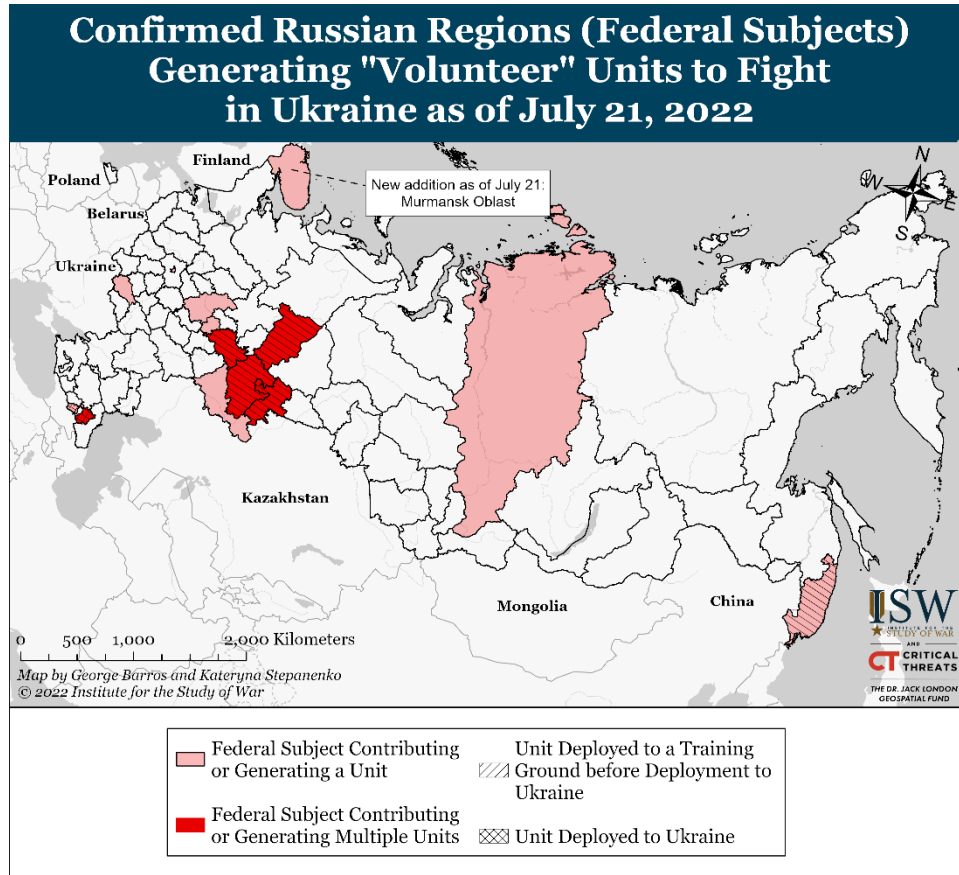 Confirmed Russian Regions (Federal Subjects)
Generating "Volunteer" Units to Fight
in Ukraine as of July 21, 2022
Finland
Poland
New addition as of July 21:
Murmansk Oblast
N
W
E
S
Belarus
Ukraine
Kazakhstan
Mongolia
China
0 500 1,000 2,000 Kilometers
Map by George Barros and Kateryna Stepanenko
© 2022 Institute for the Study of War
ISW
INSTITUTE FOR THE
STUDY OF WAR
AND
CT CRITICAL
THREATS
THE DR. JACK LONDON
GEOSPATIAL FUND
Federal Subject Contributing
or Generating a Unit
Federal Subject Contributing
or Generating Multiple Units
Unit Deployed to a Training
Ground before Deployment to
Ukraine
Unit Deployed to Ukraine